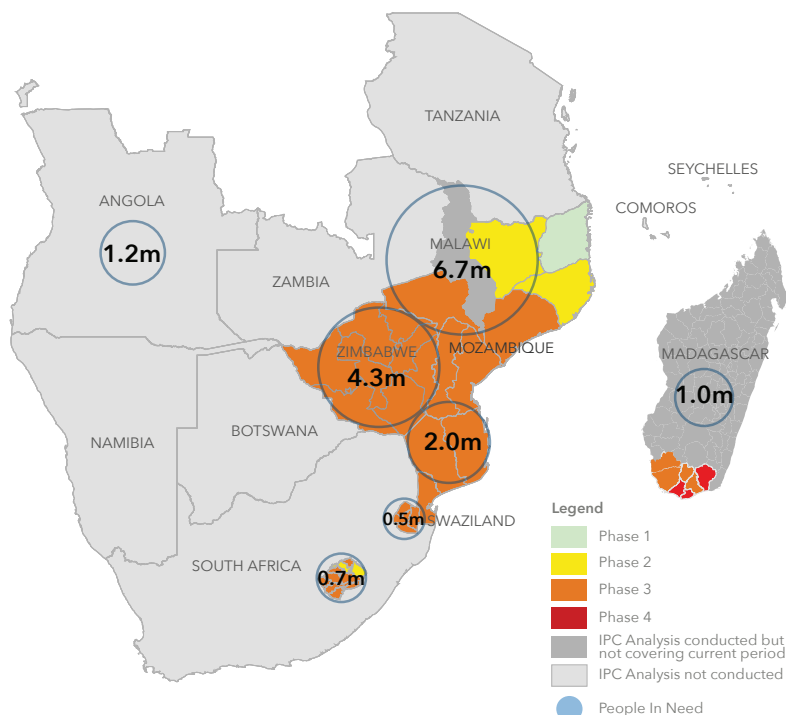 TANZANIA
SEYCHELLES
ANGOLA
COMOROS
1.2m
MALAWI
6.7m
ZAMBIA
MOZAMBIQUE
ZIMBABWE
4.3m
MADAGASCAR
1.0m
NAMIBIA
BOTSWANA
2.0m
0.5m
SWAZILAND
SOUTH AFRICA
0.7m
Legend
Phase 1
Phase 2
Phase 3
Phase 4
IPC Analysis conducted but
not covering current period
IPC Analysis not conducted
People In Need